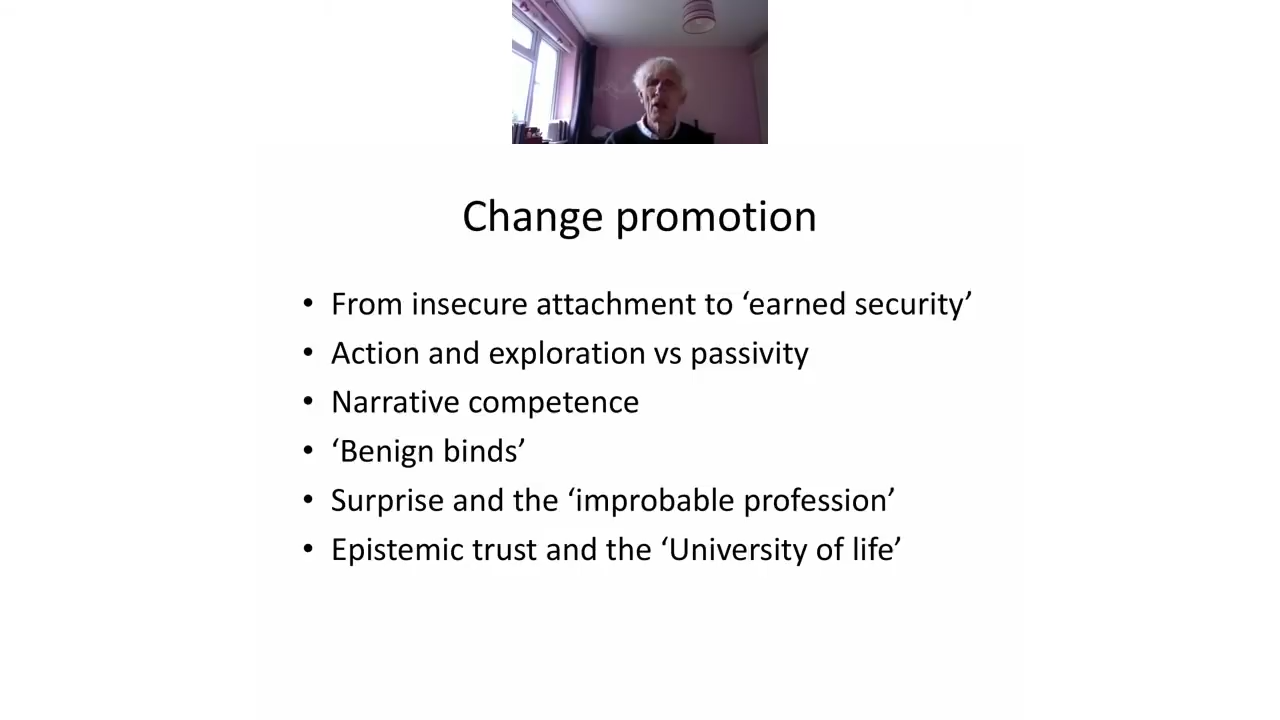 Change promotion
• From insecure attachment to ‘earned security’
• Action and exploration vs passivity
• Narrative competence
• ‘Benign binds’
• Surprise and the ‘improbable profession’
• Epistemic trust and the ‘University of life’